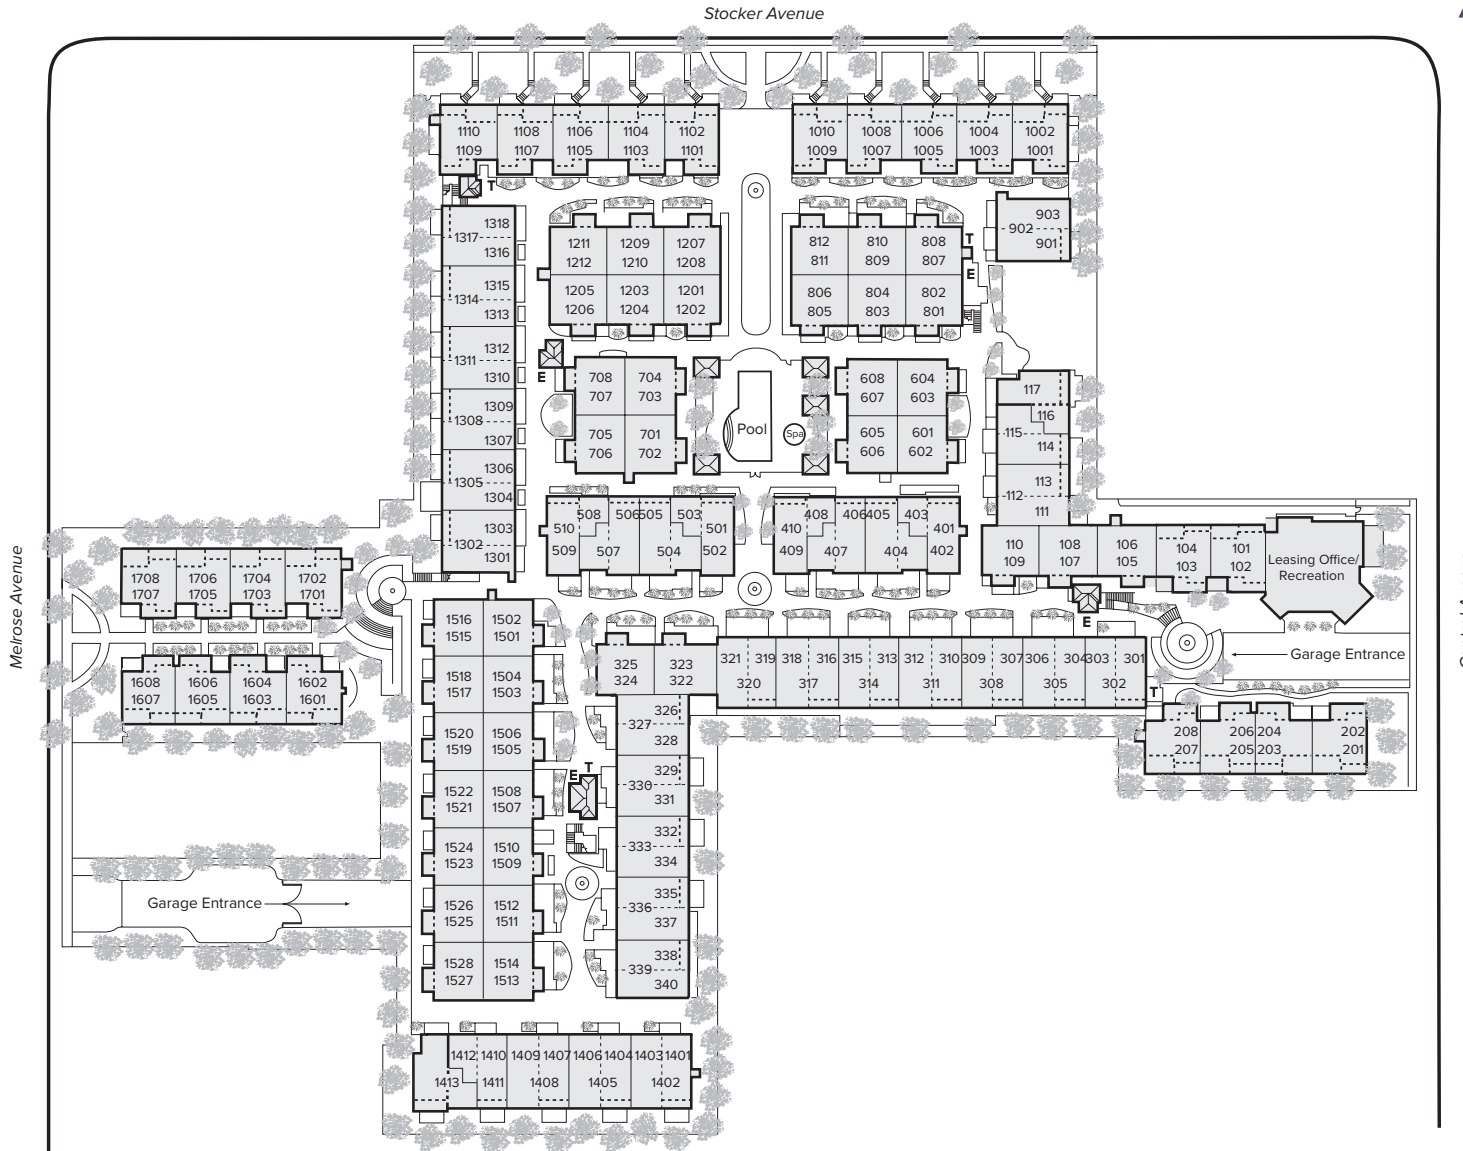 Stocker Avenue
1110 1108 1106 1104 1102
1109 1107 1105 1103 1101
1010 1008 1006 1004 1002
1009 1007 1005 1003 1001
T
1318
1317
1316
1315
1314
1313
1312
1311
1310
1309
1308
1307
1306
1305
1304
1303
1302
1301
1211 1209 1207
1212 1210 1208
1205 1203 1201
1206 1204 1202
812 810 808
811 809 807
806 804 802
805 803 801
T
E
903
902
901
E
708 704
707 703
705 701
706 702
Pool
Spa
608 604
607 603
605 601
606 602
117
116
115
114
113
112
111
508 506 505 503
510 501
509 507 504 502
408 406 405 403
410 401
409 407 404 402
110 108 106 104 101
109 107 105 103 102
Leasing Office/
Recreation
E
Melrose Avenue
1708 1706 1704 1702
1707 1705 1703 1701
1608 1606 1604 1602
1607 1605 1603 1601
1516 1502
1515 1501
1518 1504
1517 1503
1520 1506
1519 1505
1522 1508
1521 1507
1524 1510
1523 1509
1526 1512
1525 1511
1528 1514
1527 1513
325 323
324 322
321 319 318 316 315 313 312 310 309 307 306 304 303 301
320 317 314 311 308 305 302
Garage Entrance
T
208 206 204 202
207 205 203 201
326
327
328
329
330
331
332
333
334
335
336
337
338
339
340
E T
Garage Entrance
1412 1410 1409 1407 1406 1404 1403 1401
1413 1411 1408 1405 1402